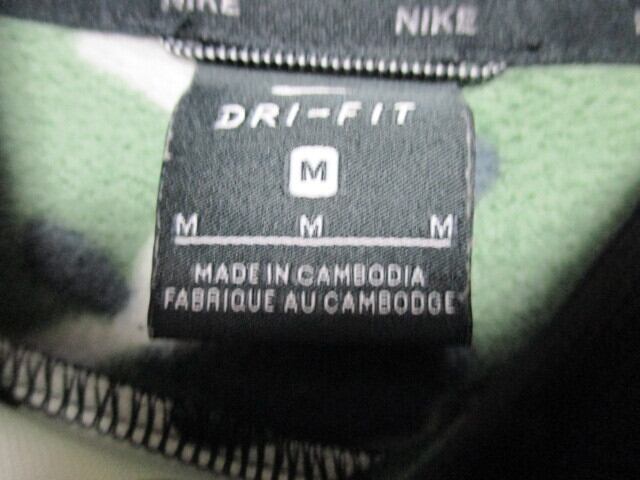 NIKE NIKE
DRI-FIT
M
M M M
MADE IN CAMBODIA
FABRIQUE AU CAMBODGE